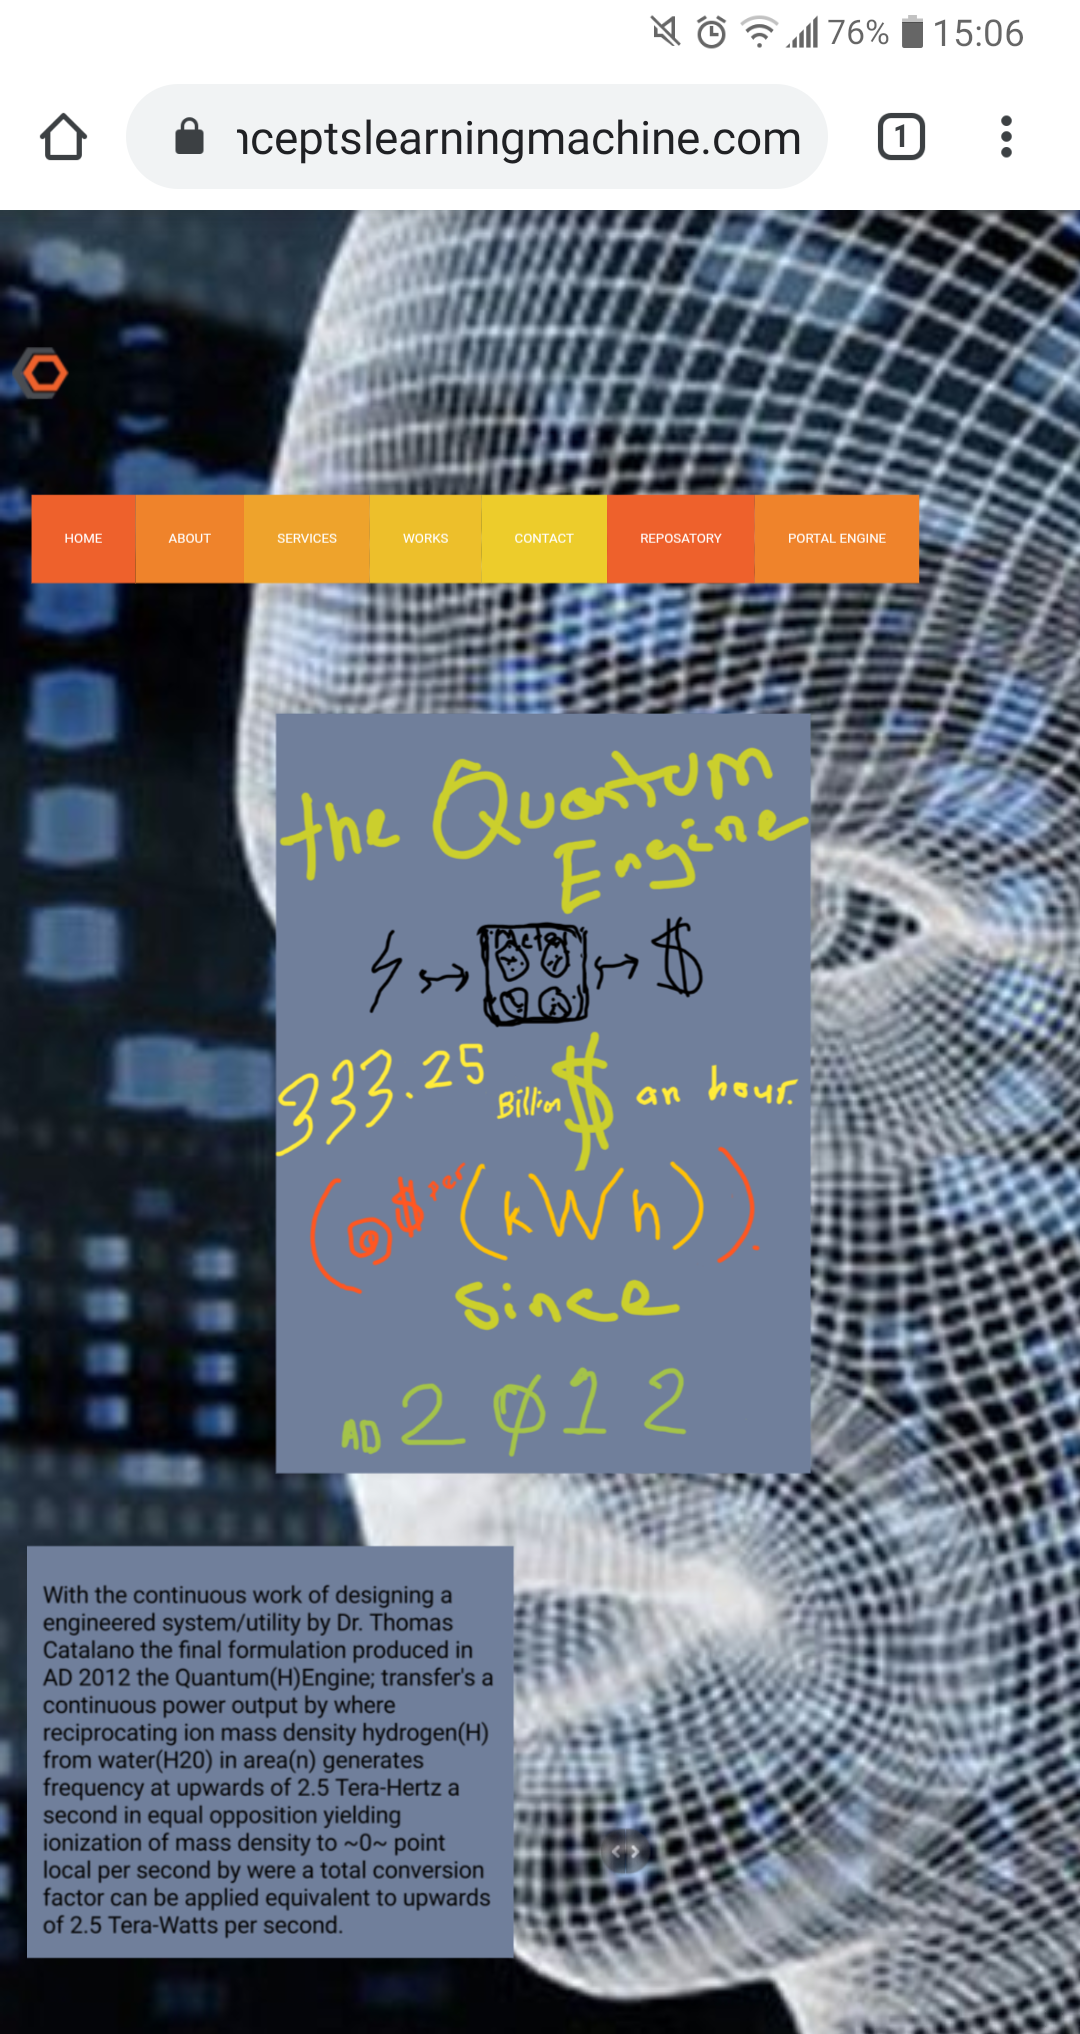 76% 15:06
nceptslearningmachine.com 1
HOME ABOUT SERVICES WORKS CONTACT REPOSATORY PORTAL ENGINE
the Quantum
Engine
$
333.25 Billion $ an hour.
($ per (kWh)).
since
AD 2012
With the continuous work of designing a
engineered system/utility by Dr. Thomas
Catalano the final formulation produced in
AD 2012 the Quantum(H)Engine; transfer's a
continuous power output by where
reciprocating ion mass density hydrogen(H)
from water(H20) in area(n) generates
frequency at upwards of 2.5 Tera-Hertz a
second in equal opposition yielding
ionization of mass density to ~0~ point
local per second by were a total conversion
factor can be applied equivalent to upwards
of 2.5 Tera-Watts per second.